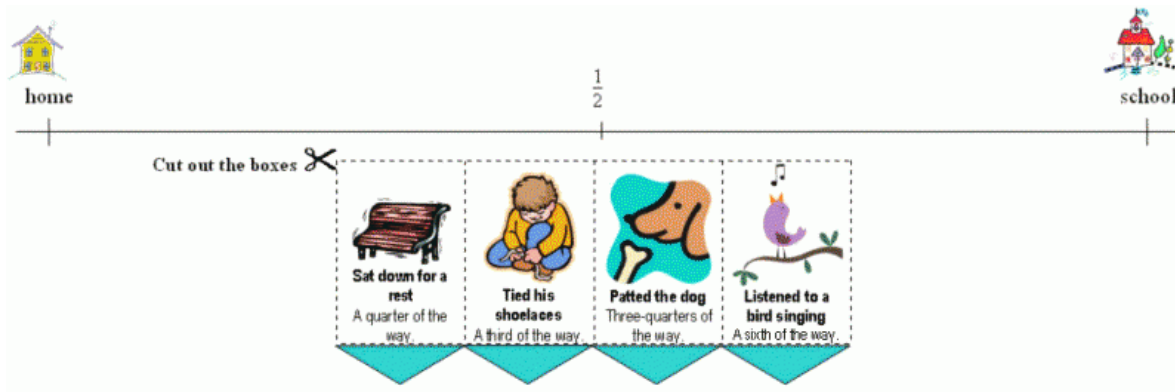 home
1/2
school
Cut out the boxes
Sat down for a
rest
A quarter of the
way.
Tied his
shoelaces
A third of the way.
Patted the dog
Three-quarters of
the way.
Listened to a
bird singing
A sixth of the way.